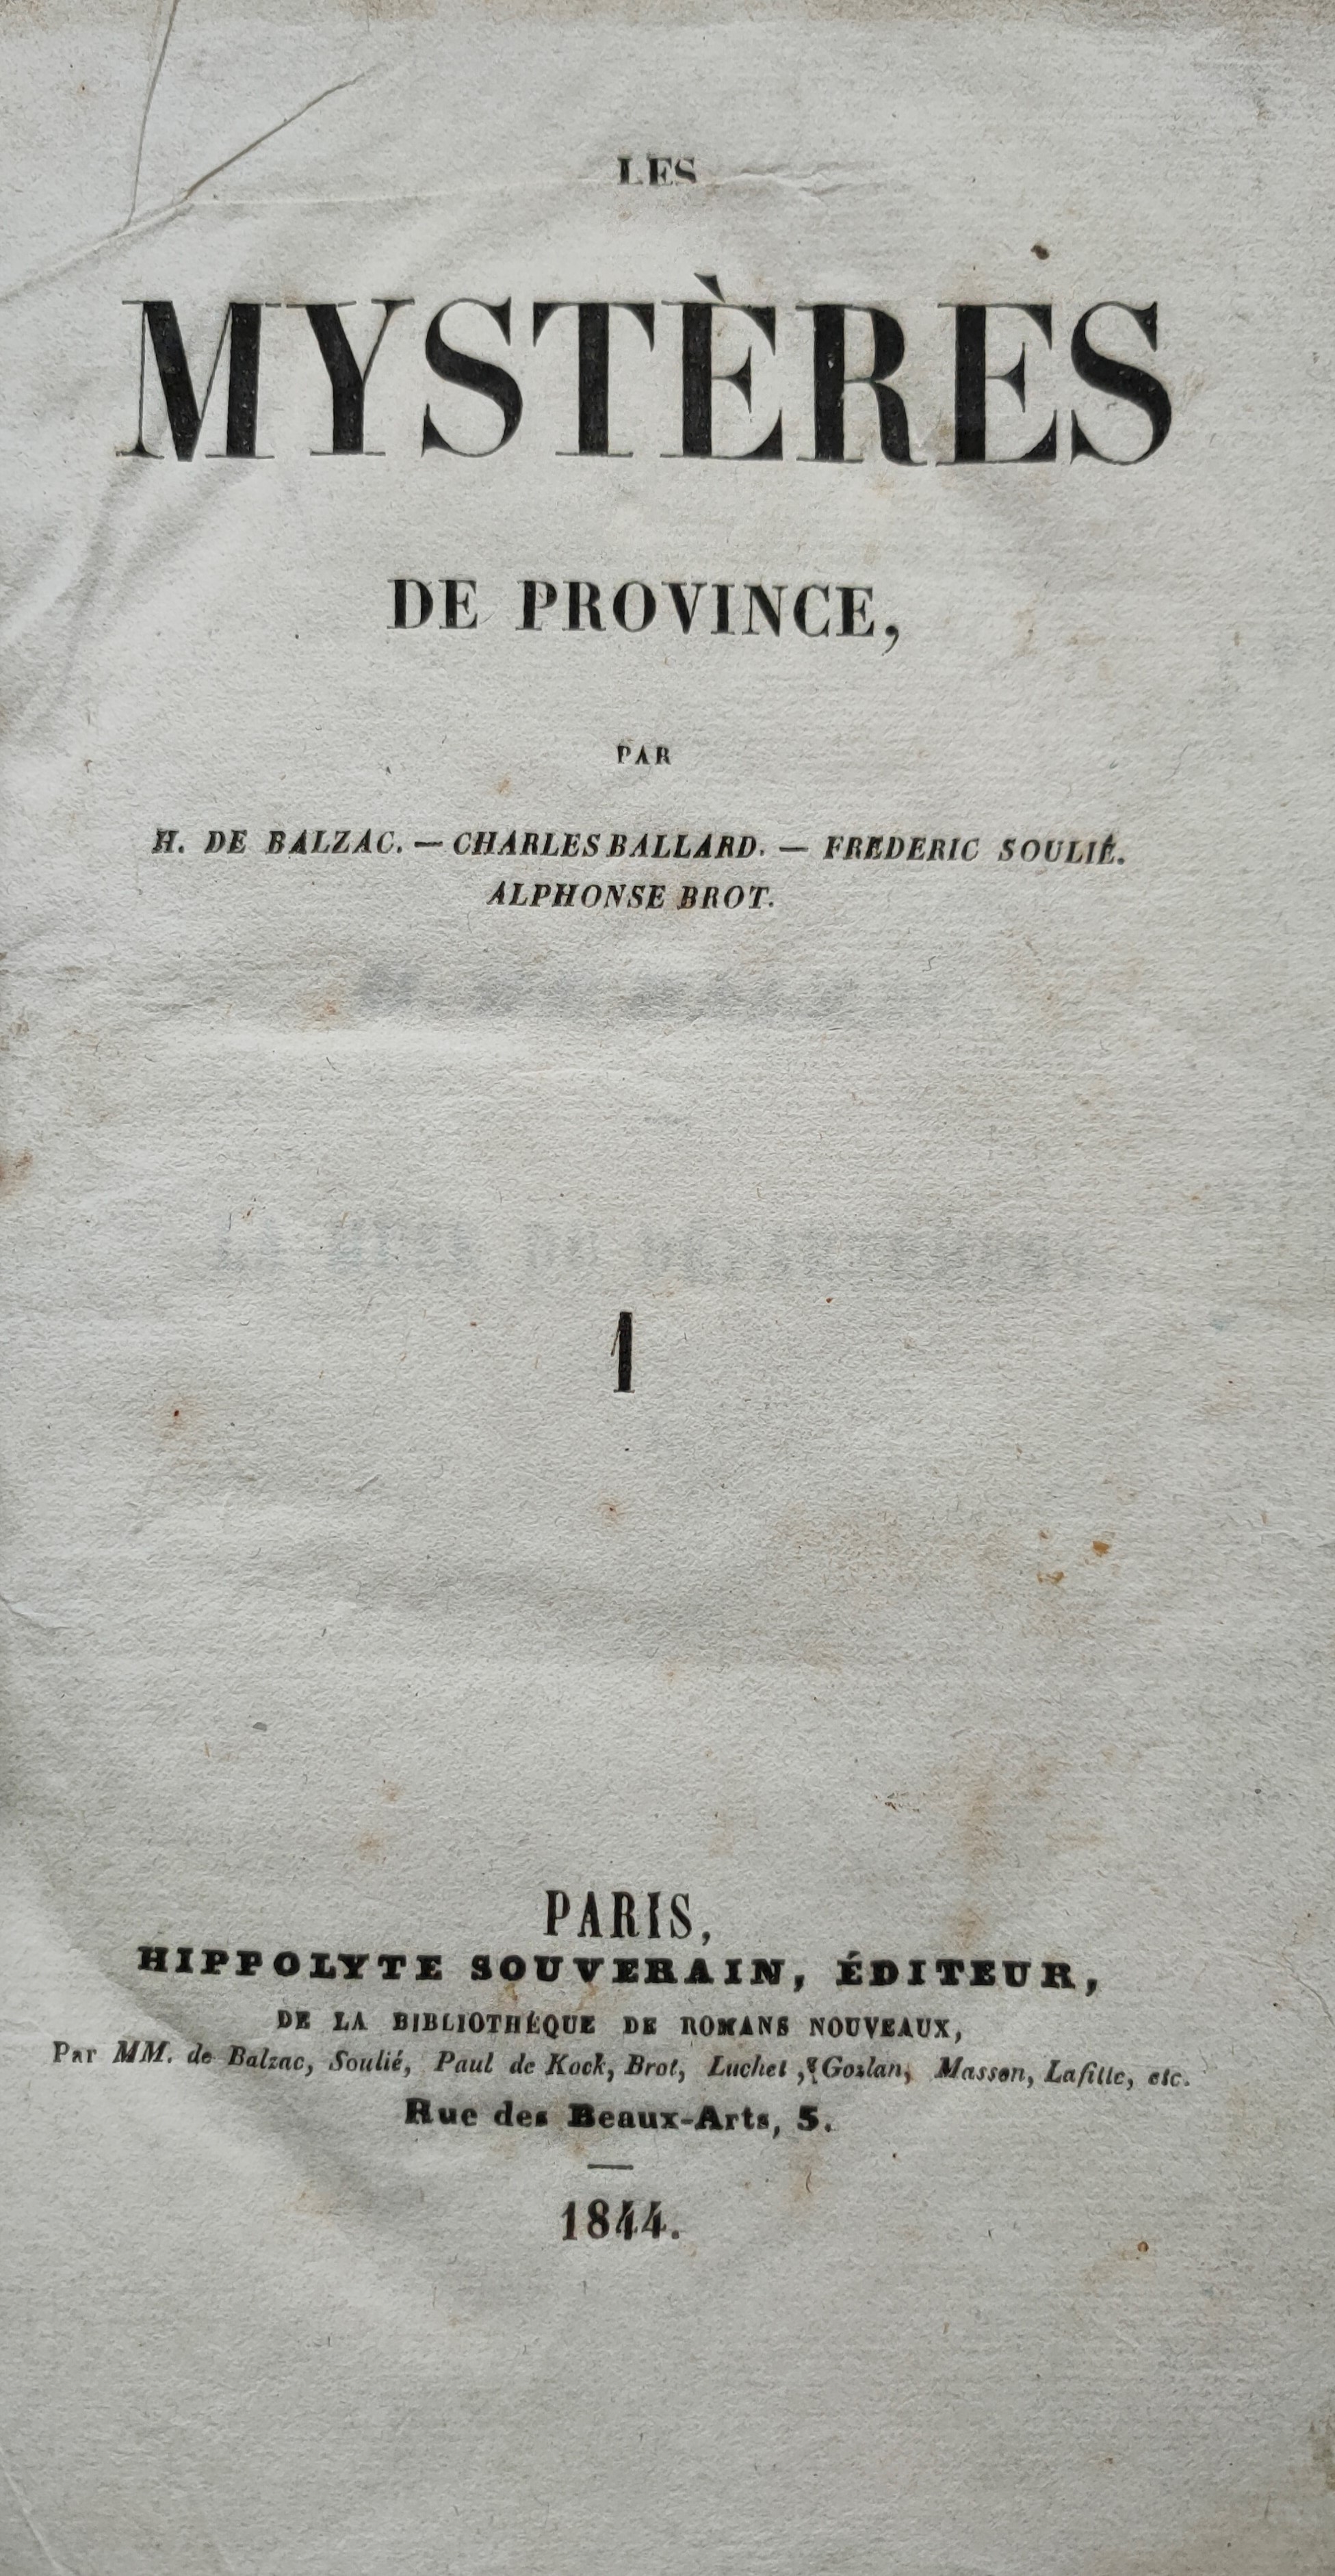 LES
MYSTÈRES
DE PROVINCE,
PAR
H. DE BALZAC. — CHARLES BALLARD. — FREDERIC SOULIÉ.
ALPHONSE BROT.
1
PARIS,
HIPPOLYTE SOUVERAIN, ÉDITEUR,
DE LA BIBLIOTHÈQUE DE ROMANS NOUVEAUX,
Par MM. de Balzac, Soulié, Paul de Kock, Brot, Luchet, Gozlan, Masson, Lafitte, etc.
Rue des Beaux-Arts, 5.
1844.